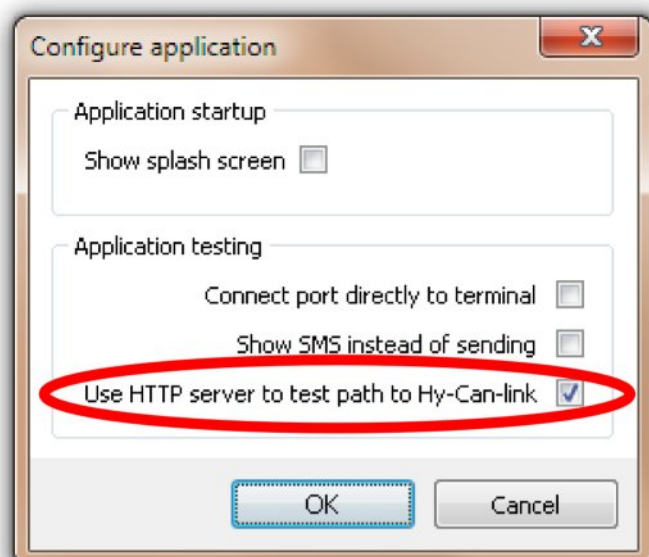 Configure application
Application startup
Show splash screen
Application testing
Connect port directly to terminal
Show SMS instead of sending
Use HTTP server to test path to Hy-Can-link
OK
Cancel